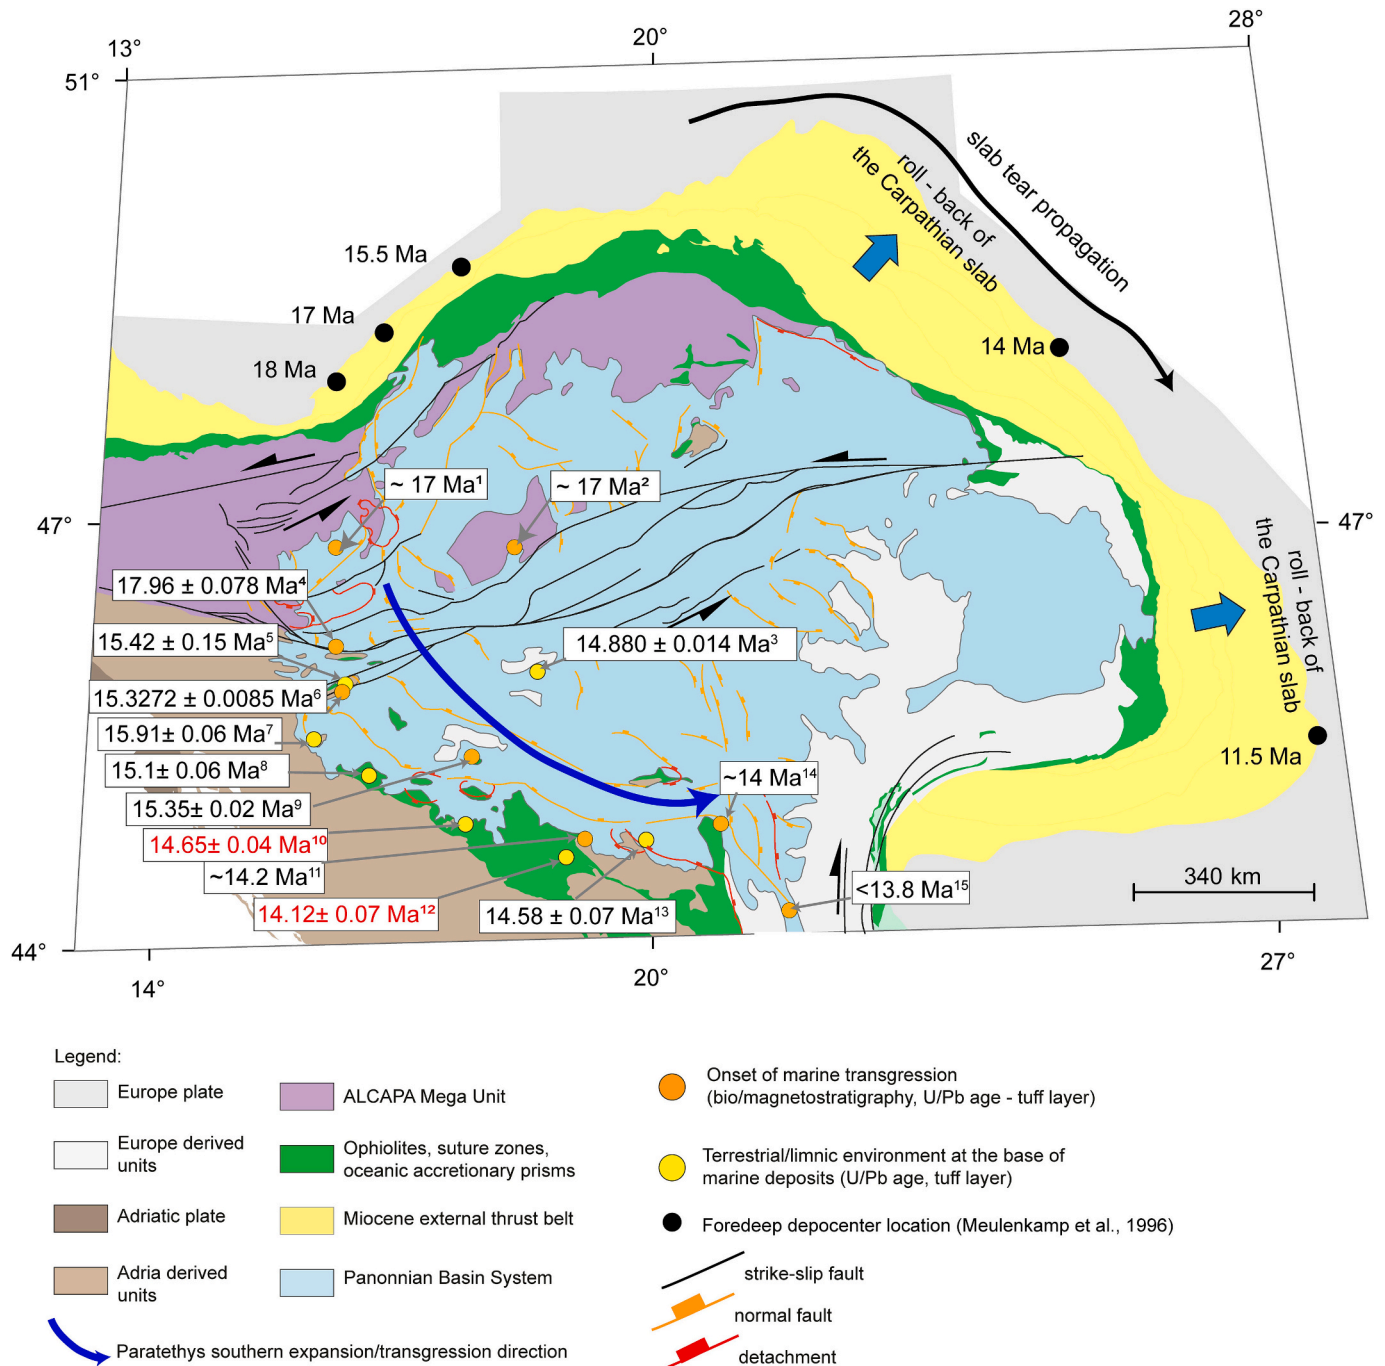 13°
20°
28°
51°
slab tear propagation
roll - back of
the Carpathian slab
15.5 Ma
17 Ma
18 Ma
14 Ma
~ 17 Ma¹
~ 17 Ma²
47°
47°
17.96 ± 0.078 Ma⁴
15.42 ± 0.15 Ma⁵
14.880 ± 0.014 Ma³
roll - back of
the Carpathian slab
15.3272 ± 0.0085 Ma⁶
15.91± 0.06 Ma⁷
15.1± 0.06 Ma⁸
11.5 Ma
~14 Ma¹⁴
15.35± 0.02 Ma⁹
14.65± 0.04 Ma¹⁰
~14.2 Ma¹¹
14.12± 0.07 Ma¹²
14.58 ± 0.07 Ma¹³
<13.8 Ma¹⁵
340 km
44°
14°
20°
27°
Legend:
Europe plate
Europe derived
units
Adriatic plate
Adria derived
units
Paratethys southern expansion/transgression direction
ALCAPA Mega Unit
Ophiolites, suture zones,
oceanic accretionary prisms
Miocene external thrust belt
Panonnian Basin System
Onset of marine transgression
(bio/magnetostratigraphy, U/Pb age - tuff layer)
Terrestrial/limnic environment at the base of
marine deposits (U/Pb age, tuff layer)
Foredeep depocenter location (Meulenkamp et al., 1996)
strike-slip fault
normal fault
detachment